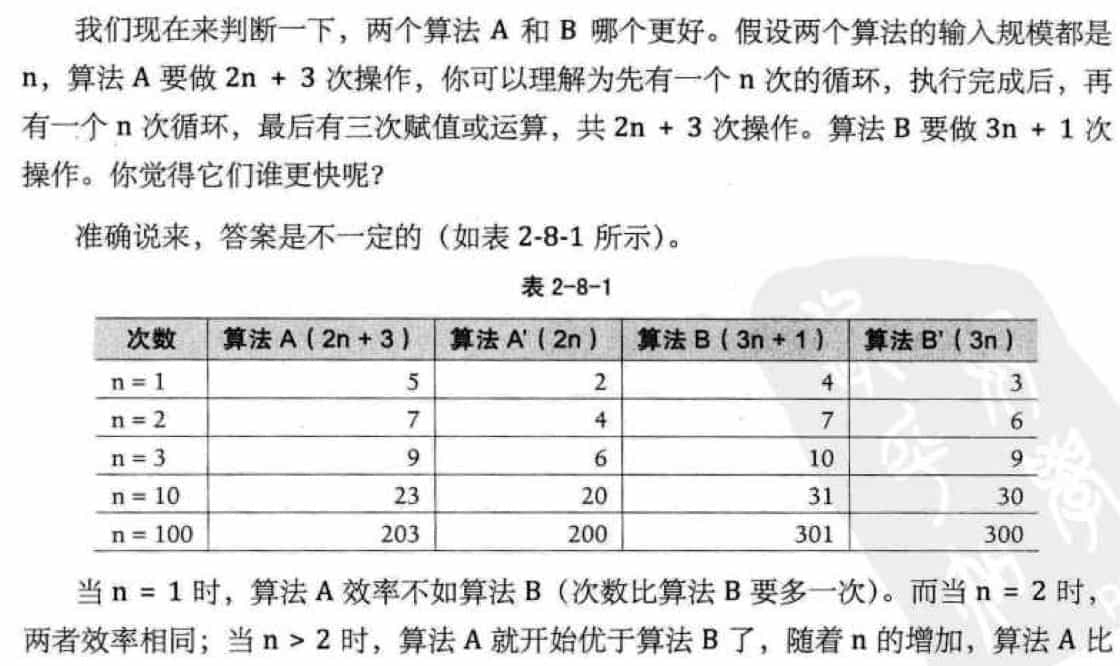 我们现在来判断一下，两个算法 A 和 B 哪个更好。假设两个算法的输入规模都是
n，算法 A 要做 2n + 3 次操作，你可以理解为先有一个 n 次的循环，执行完成后，再
有一个 n 次循环，最后有三次赋值或运算，共 2n + 3 次操作。算法 B 要做 3n + 1 次
操作。你觉得它们谁更快呢？
准确说来，答案是不一定的（如表 2-8-1 所示）。
表 2-8-1
次数 算法 A（2n + 3） 算法 A'（2n） 算法 B（3n + 1） 算法 B'（3n）
n = 1 5 2 4 3
n = 2 7 4 7 6
n = 3 9 6 10 9
n = 10 23 20 31 30
n = 100 203 200 301 300
当 n = 1 时，算法 A 效率不如算法 B（次数比算法 B 要多一次）。而当 n = 2 时，
两者效率相同；当 n > 2 时，算法 A 就开始优于算法 B 了，随着 n 的增加，算法 A 比